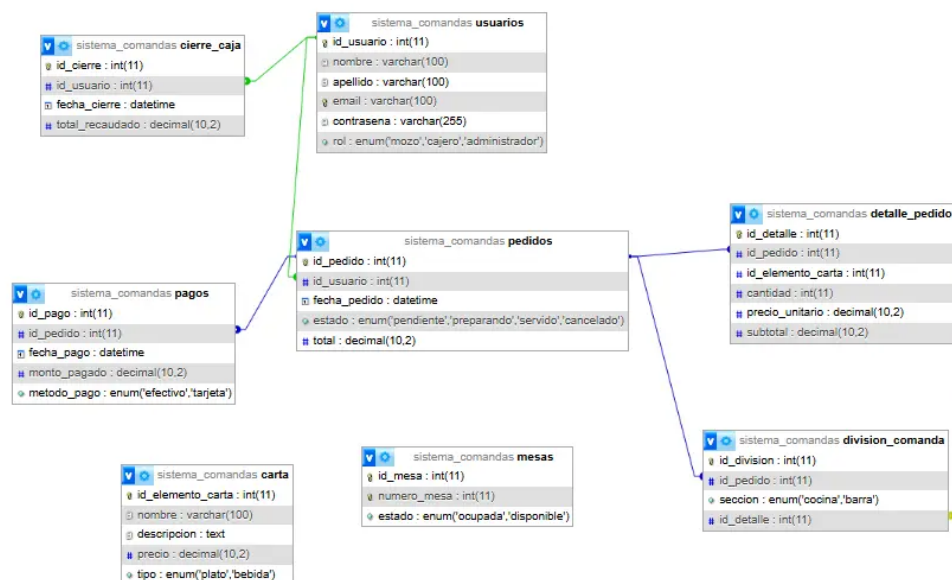 sistema_comandas cierre_caja
id_cierre : int(11)
id_usuario : int(11)
fecha_cierre : datetime
total_recaudado : decimal(10,2)
sistema_comandas usuarios
id_usuario : int(11)
nombre : varchar(100)
apellido : varchar(100)
email : varchar(100)
contrasena : varchar(255)
rol : enum('mozo','cajero','administrador')
sistema_comandas pedidos
id_pedido : int(11)
id_usuario : int(11)
fecha_pedido : datetime
estado : enum('pendiente','preparando','servido','cancelado')
total : decimal(10,2)
sistema_comandas detalle_pedido
id_detalle : int(11)
id_pedido : int(11)
id_elemento_carta : int(11)
cantidad : int(11)
precio_unitario : decimal(10,2)
subtotal : decimal(10,2)
sistema_comandas pagos
id_pago : int(11)
id_pedido : int(11)
fecha_pago : datetime
monto_pagado : decimal(10,2)
metodo_pago : enum('efectivo','tarjeta')
sistema_comandas carta
id_elemento_carta : int(11)
nombre : varchar(100)
descripcion : text
precio : decimal(10,2)
tipo : enum('plato','bebida')
sistema_comandas mesas
id_mesa : int(11)
numero_mesa : int(11)
estado : enum('ocupada','disponible')
sistema_comandas division_comanda
id_division : int(11)
id_pedido : int(11)
seccion : enum('cocina','barra')
id_detalle : int(11)